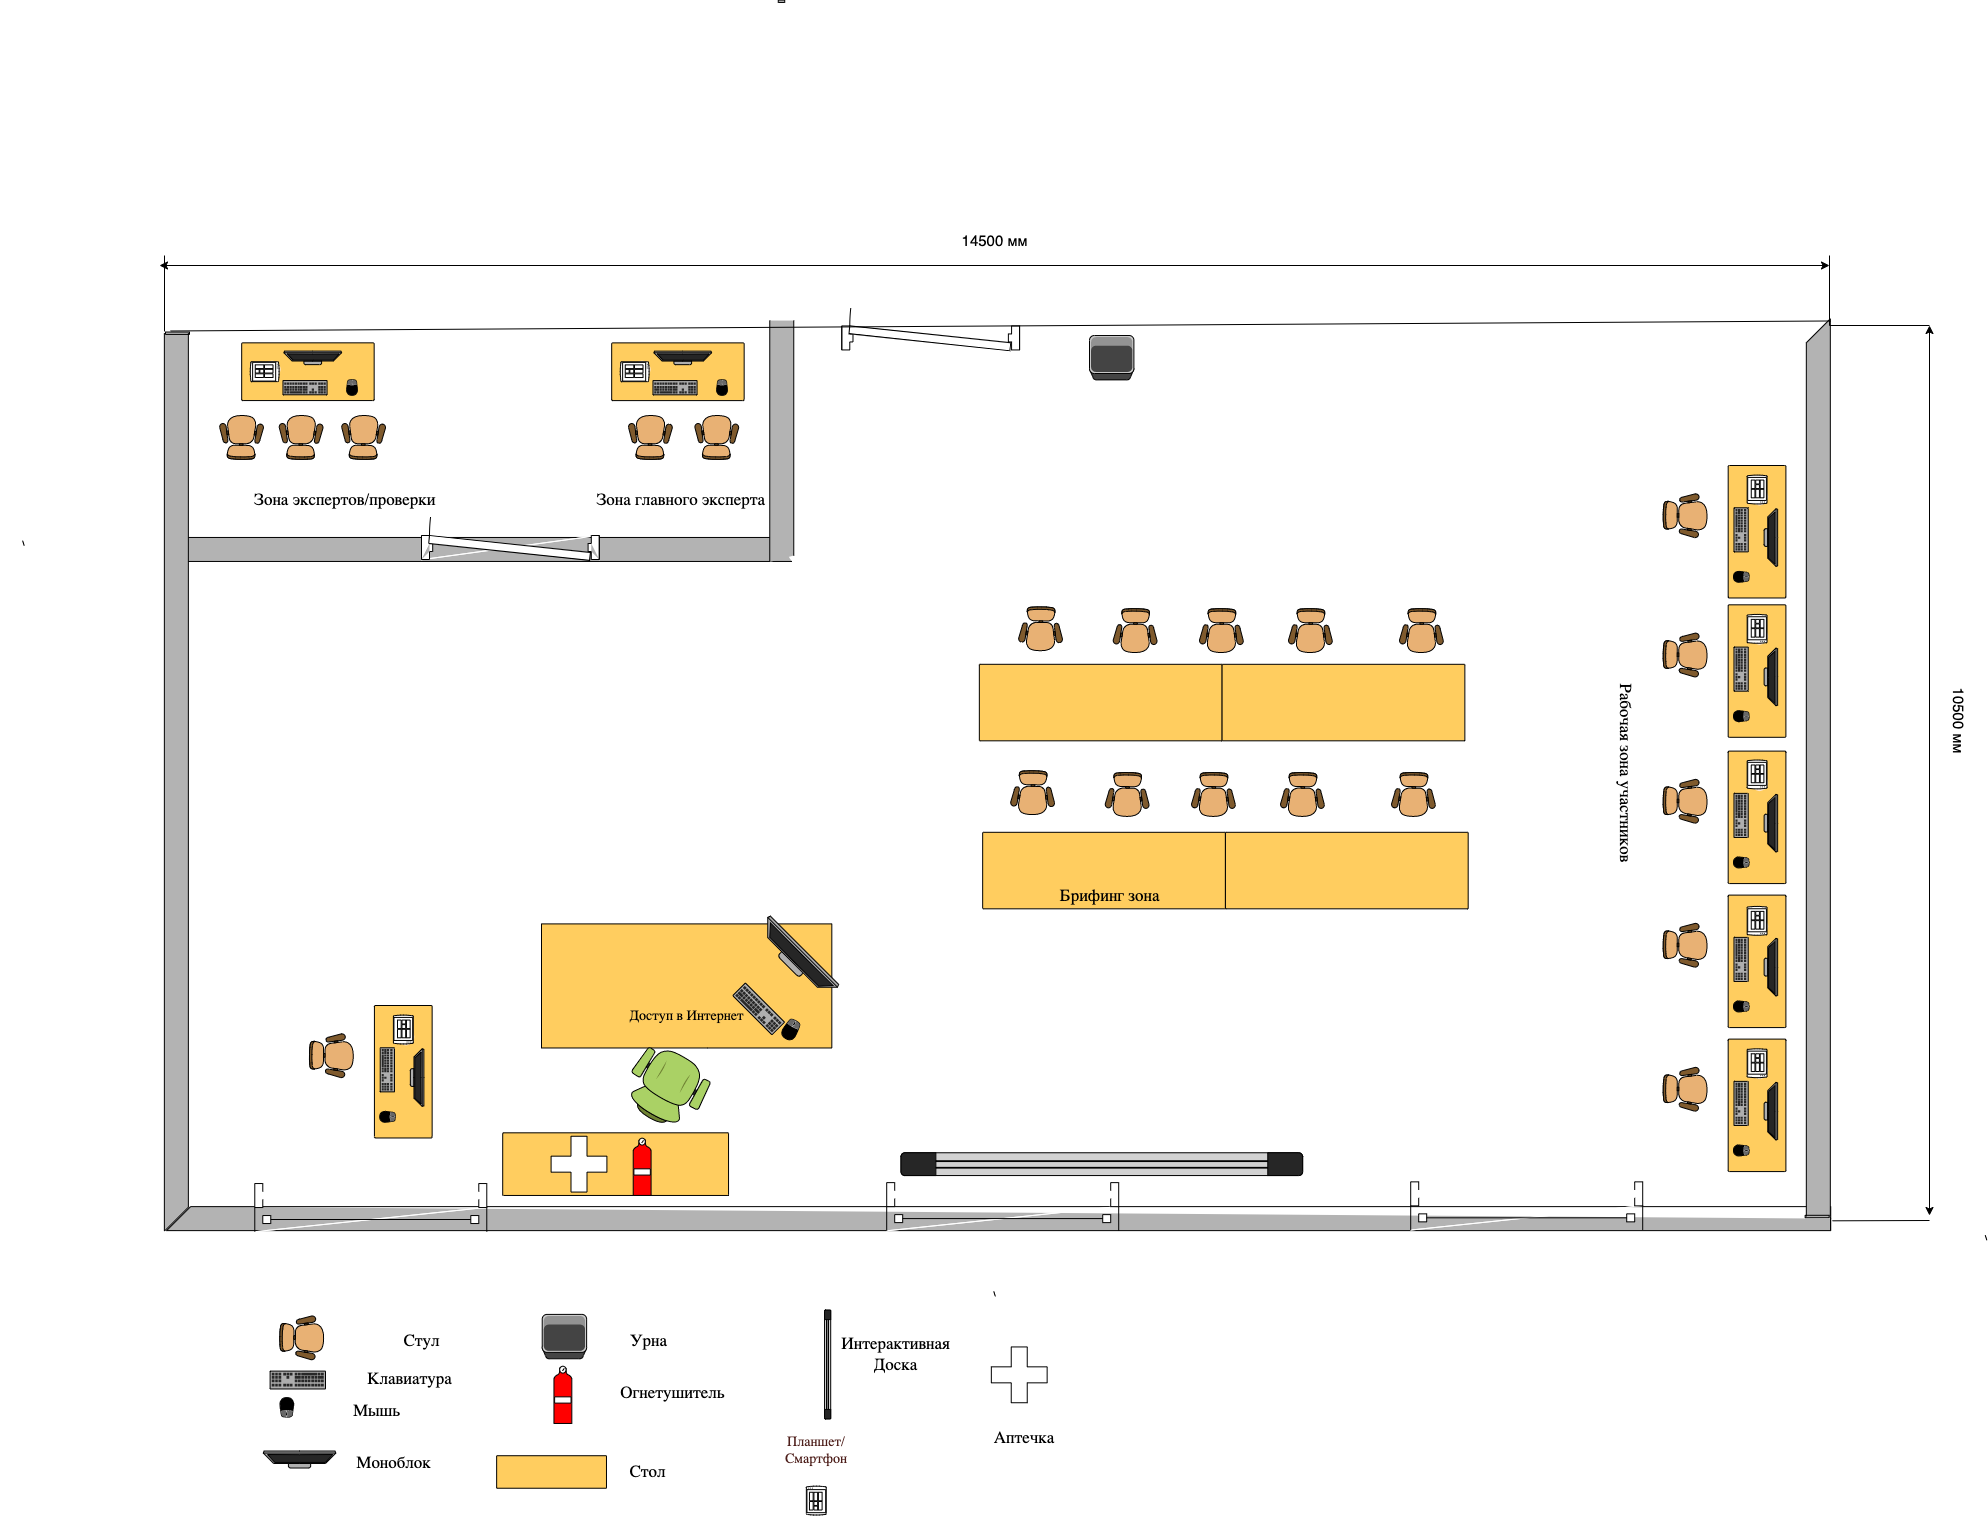 14500 мм
Зона экспертов/проверки
Зона главного эксперта
Рабочая зона участников
10500 мм
Брифинг зона
Доступ в Интернет
Стул
Урна
Интерактивная
Доска
Клавиатура
Огнетушитель
Мышь
Планшет/
Смартфон
Аптечка
Моноблок
Стол